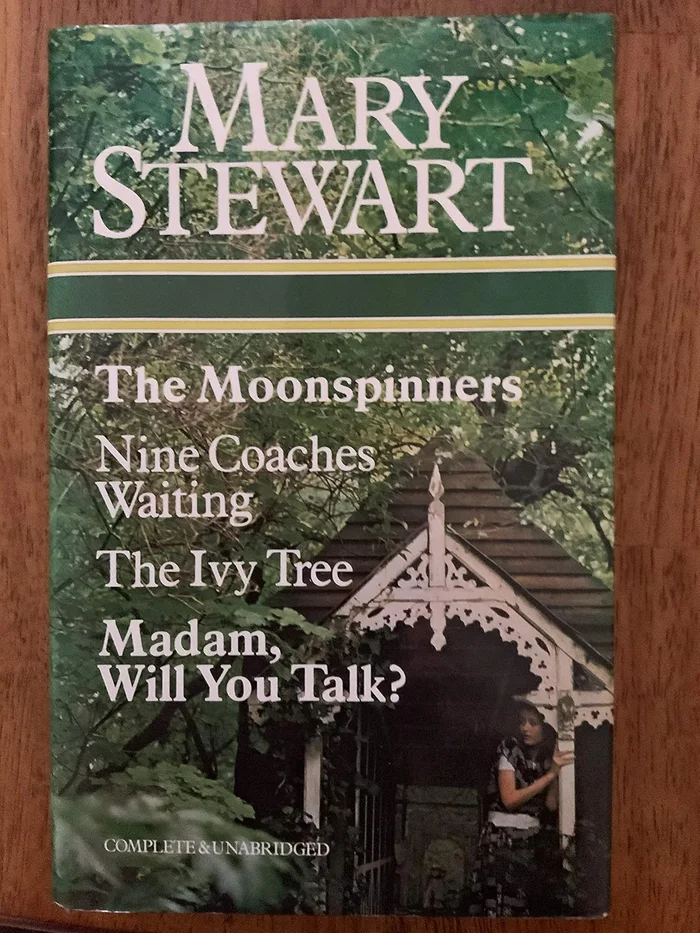 MARY
STEWART
The Moonspinners
Nine Coaches
Waiting
The Ivy Tree
Madam,
Will You Talk?
COMPLETE & UNABRIDGED